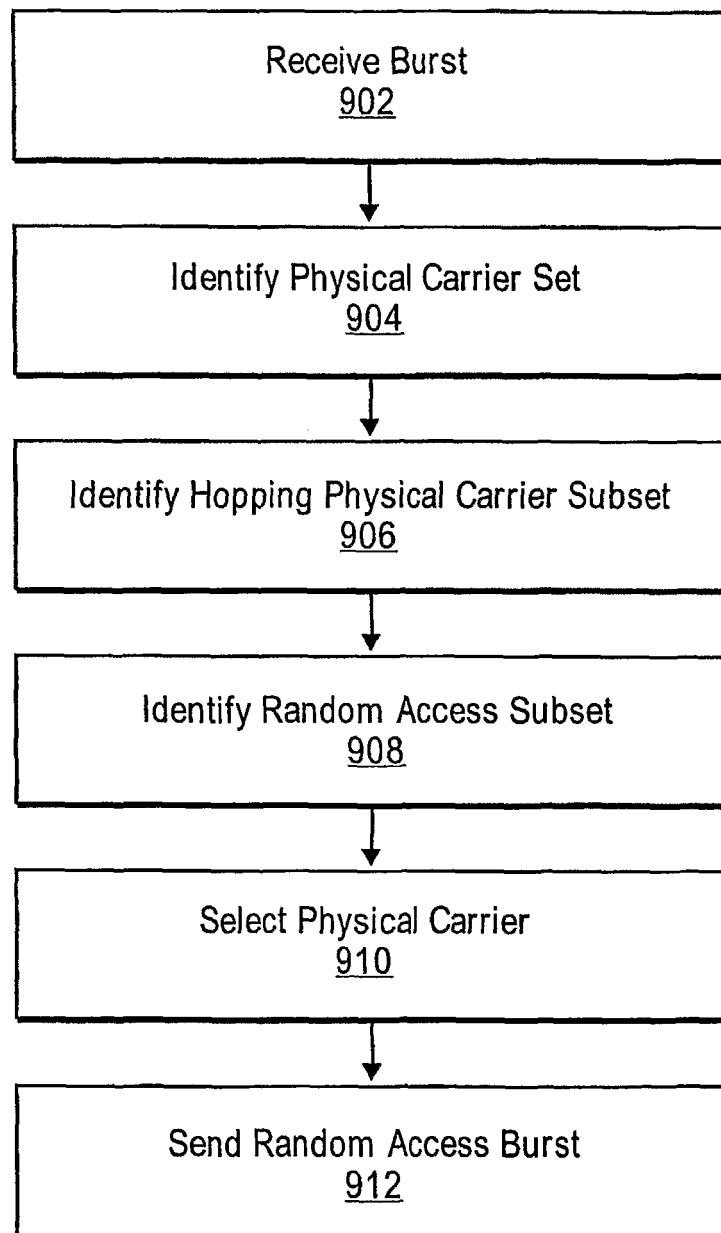 Receive Burst
902
Identify Physical Carrier Set
904
Identify Hopping Physical Carrier Subset
906
Identify Random Access Subset
908
Select Physical Carrier
910
Send Random Access Burst
912